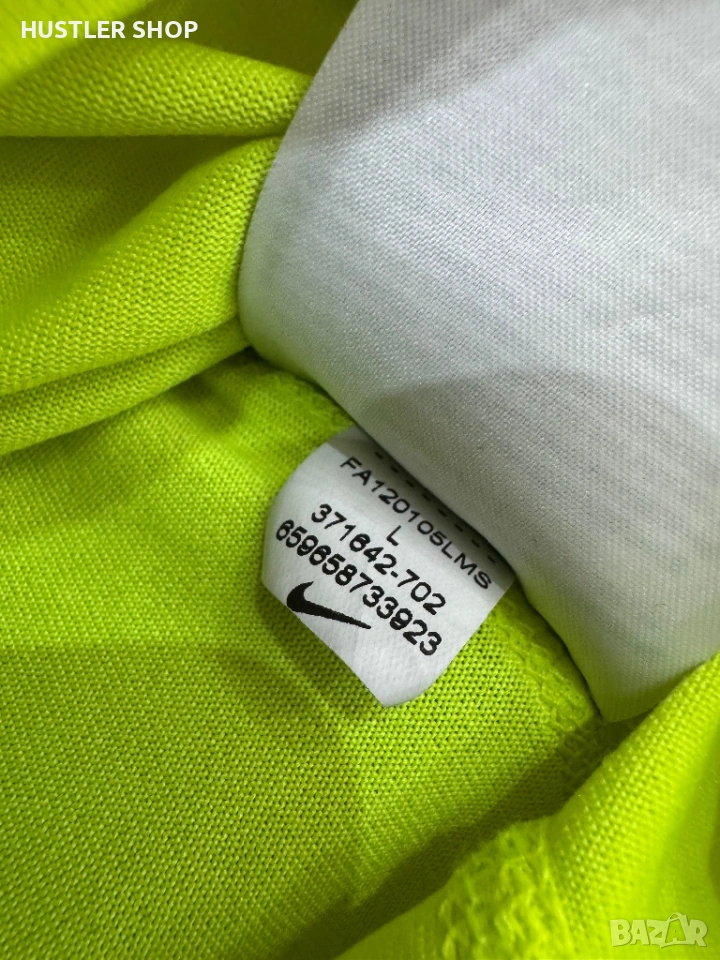 HUSTLER SHOP
FA120105LMS
L
371642-702
659658733923
BAZAR